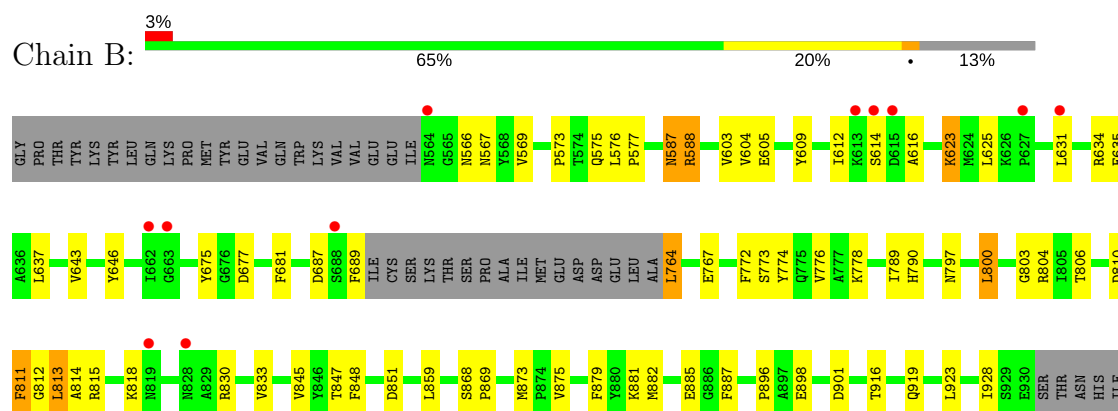 3%
Chain B:
65% 20% • 13%
GLY PRO THR TYR LYS TYR LEU GLN LYS PRO MET TYR GLU VAL GLN TRP LYS VAL VAL GLU GLU ILE N564 G565 N566 N567 Y568 V569 P573 T574 Q575 L576 P577 N587 R588 V603 V604 E605 Y609 I612 K613 S614 D615 A616 K623 M624 L625 K626 P627 L631 R634 E635
A636 L637 V643 Y646 I662 G663 Y675 G676 D677 F681 D687 S688 F689 ILE CYS SER LYS THR SER PRO ALA ILE MET GLU ASP ASP GLU LEU ALA L764 E767 F772 S773 Y774 Q775 V776 A777 K778 I789 H790 N797 L800 G803 R804 I805 T806 D810
F811 G812 L813 A814 R815 K818 N819 N828 A829 R830 V833 V845 Y846 T847 F848 D851 L859 S868 P869 M873 P874 V875 F879 Y880 K881 M882 E885 G886 F887 P896 A897 E898 D901 T916 Q919 L923 I928 S929 E930 SER THR ASN HIS ILE